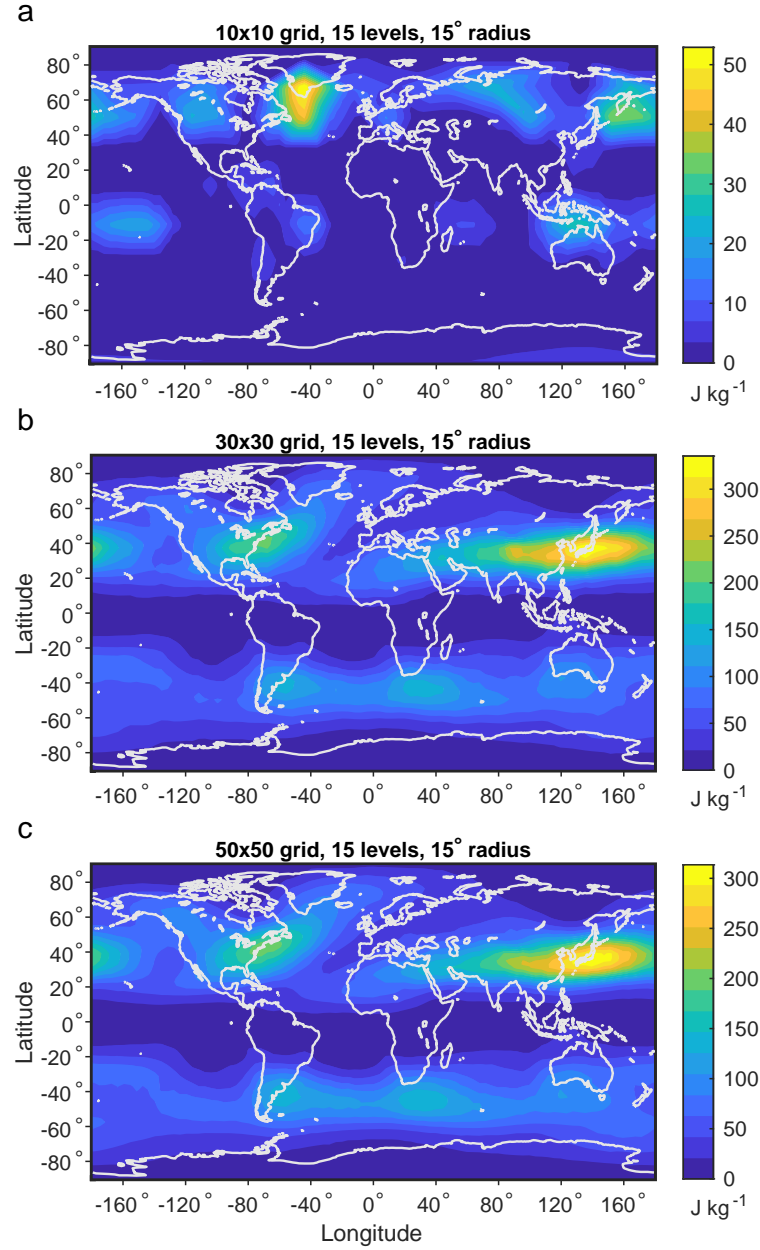 a
10x10 grid, 15 levels, 15° radius
80°
60°
40°
20°
0°
-20°
-40°
-60°
-80°
Latitude
-160° -120° -80° -40° 0° 40° 80° 120° 160°
50
40
30
20
10
0
J kg⁻¹
b
30x30 grid, 15 levels, 15° radius
80°
60°
40°
20°
0°
-20°
-40°
-60°
-80°
Latitude
-160° -120° -80° -40° 0° 40° 80° 120° 160°
300
250
200
150
100
50
0
J kg⁻¹
c
50x50 grid, 15 levels, 15° radius
80°
60°
40°
20°
0°
-20°
-40°
-60°
-80°
Latitude
-160° -120° -80° -40° 0° 40° 80° 120° 160°
Longitude
300
250
200
150
100
50
0
J kg⁻¹